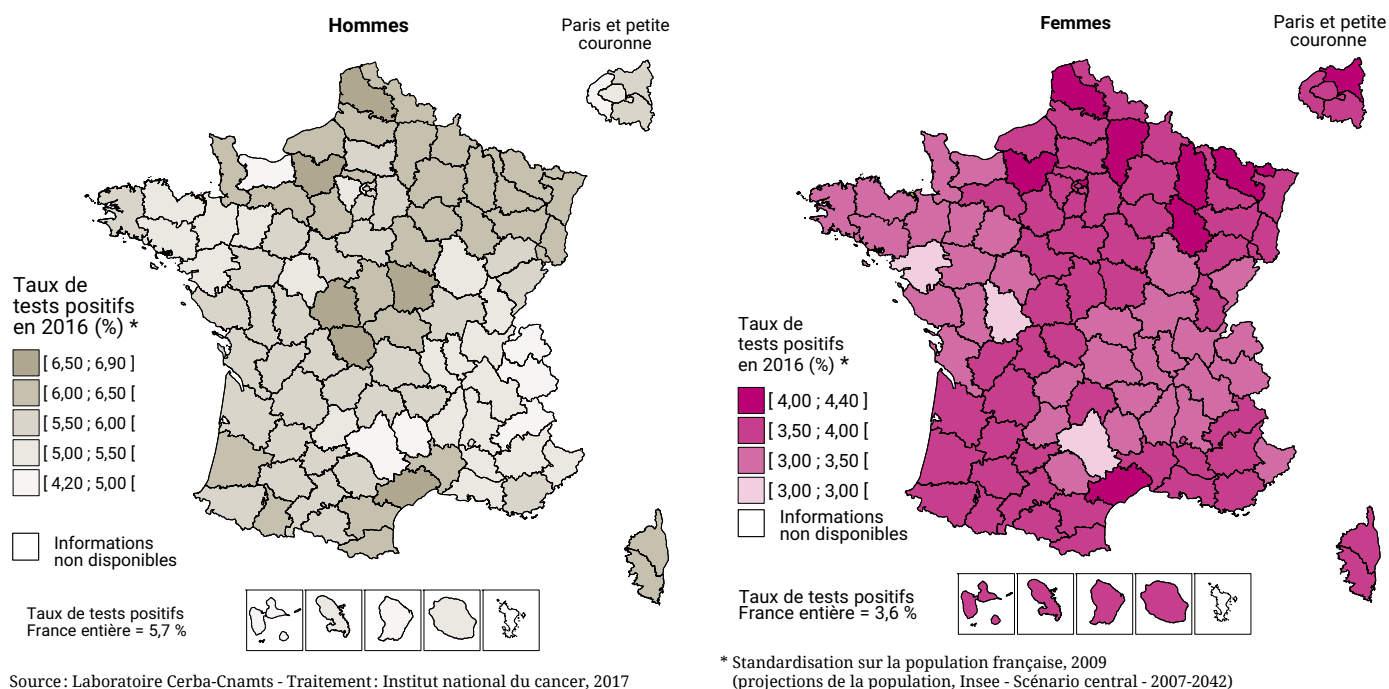 Hommes
Paris et petite
couronne
Taux de
tests positifs
en 2016 (%) *
[ 6,50 ; 6,90 ]
[ 6,00 ; 6,50 [
[ 5,50 ; 6,00 [
[ 5,00 ; 5,50 [
[ 4,20 ; 5,00 [
Informations
non disponibles
Taux de tests positifs
France entière = 5,7 %
Source : Laboratoire Cerba-Cnamts - Traitement : Institut national du cancer, 2017
Femmes
Paris et petite
couronne
Taux de
tests positifs
en 2016 (%) *
[ 4,00 ; 4,40 ]
[ 3,50 ; 4,00 [
[ 3,00 ; 3,50 [
[ 3,00 ; 3,00 [
Informations
non disponibles
Taux de tests positifs
France entière = 3,6 %
* Standardisation sur la population française, 2009
(projections de la population, Insee - Scénario central - 2007-2042)